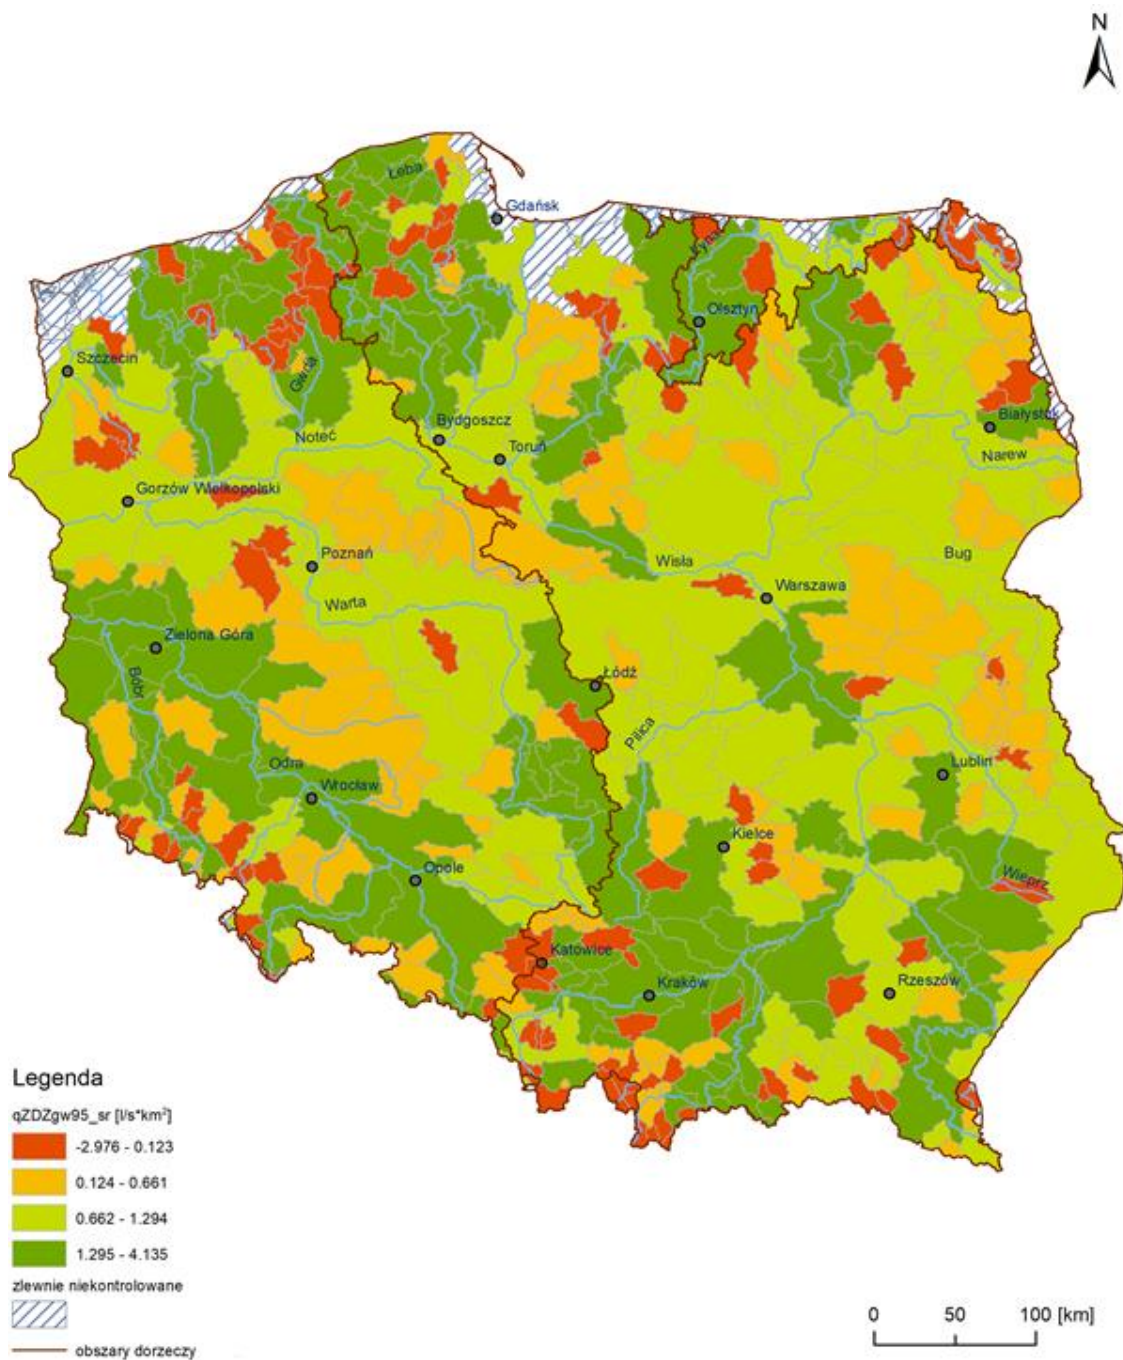 N
Łeba
Gdańsk
Łyna
Olsztyn
Szczecin
Gwda
Białystok
Bydgoszcz
Noteć
Toruń
Narew
Gorzów Wielkopolski
Poznań
Wisła
Bug
Warszawa
Warta
Zielona Góra
Bóbr
Łódź
Pilica
Odra
Wrocław
Lublin
Kielce
Opole
Wieprz
Katowice
Kraków
Rzeszów
Legenda
qZDZgw95_sr [l/s*km²]
-2.976 - 0.123
0.124 - 0.661
0.662 - 1.294
1.295 - 4.135
zlewnie niekontrolowane
obszary dorzeczy
0 50 100 [km]